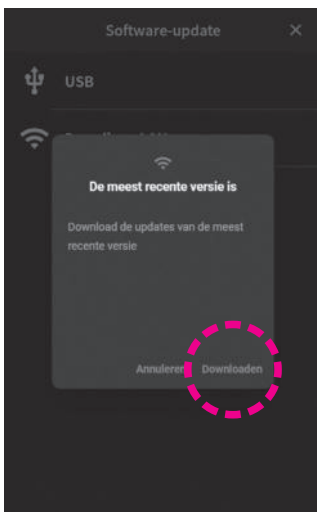 Software-update
USB
De meest recente versie is
Download de updates van de meest
recente versie
Annuleren
Downloaden